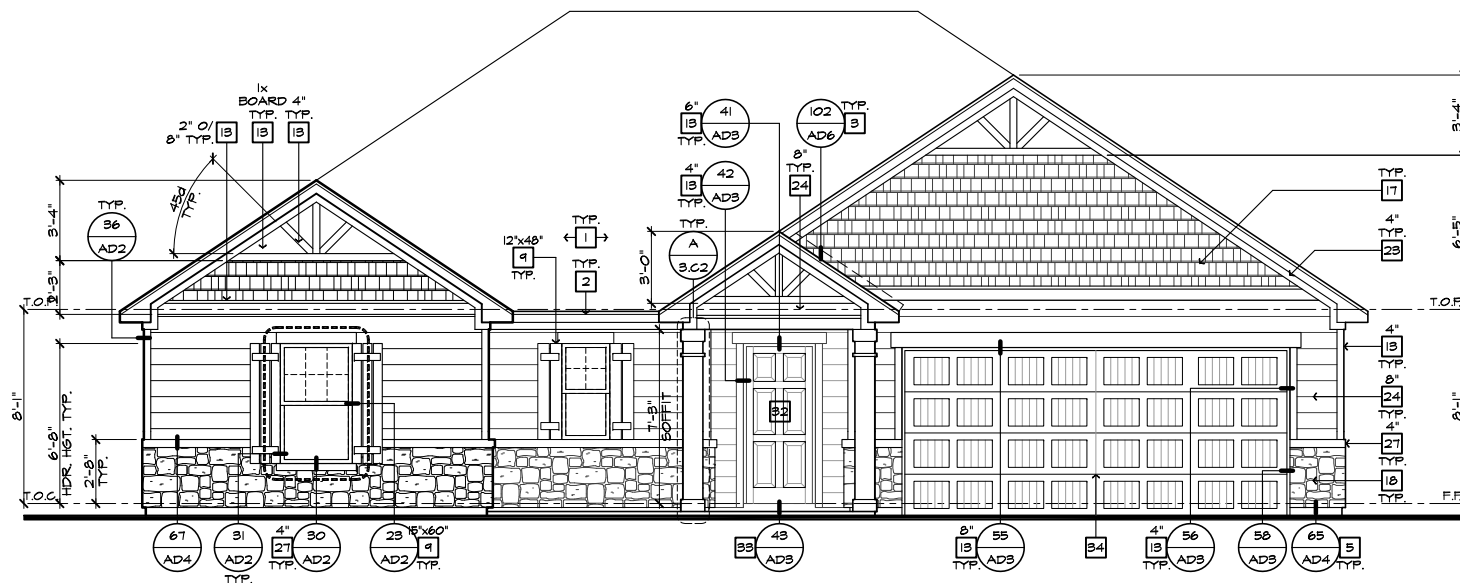 1x
BOARD 4"
TYP. TYP.
2" O/
8" TYP.
13
13
13
45d
TYP.
TYP.
36
AD2
3'-4"
2'-3"
T.O.P.
8'-1"
6'-8"
HDR. HGT. TYP.
2'-8"
TYP.
T.O.C.
12"x48"
9
TYP.
TYP.
1
TYP.
2
TYP.
A
3.C2
3'-0"
7'-3"
SOFFIT
6"
13
TYP.
41
AD3
4"
13
TYP.
42
AD3
8"
TYP.
24
102
AD6
TYP.
3
32
3'-4"
6'-5"
TYP.
17
4"
23
TYP.
T.O.P.
4"
13
TYP.
8"
24
TYP.
8'-1"
4"
27
TYP.
18
TYP.
F.F.
67
AD4
31
AD2
TYP.
4"
27
TYP.
30
AD2
23
AD2
15"x60"
9
TYP.
33
43
AD3
8"
13
TYP.
55
AD3
34
4"
13
TYP.
56
AD3
58
AD3
65
AD4
5
TYP.